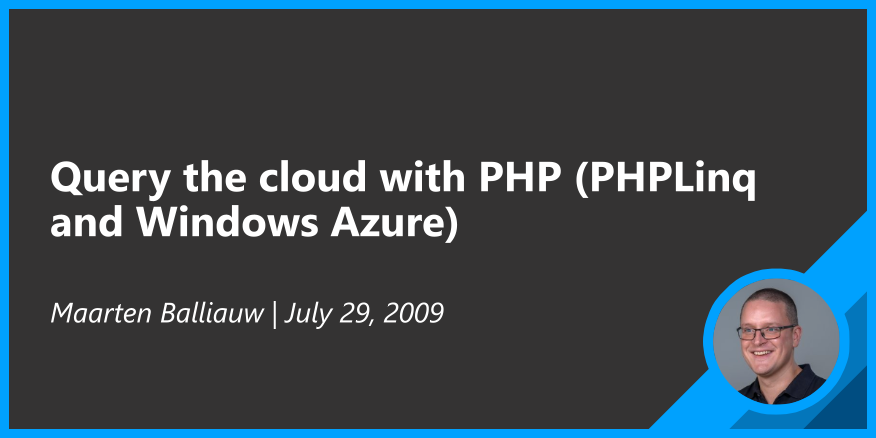 Query the cloud with PHP (PHPLinq
and Windows Azure)
Maarten Balliauw | July 29, 2009